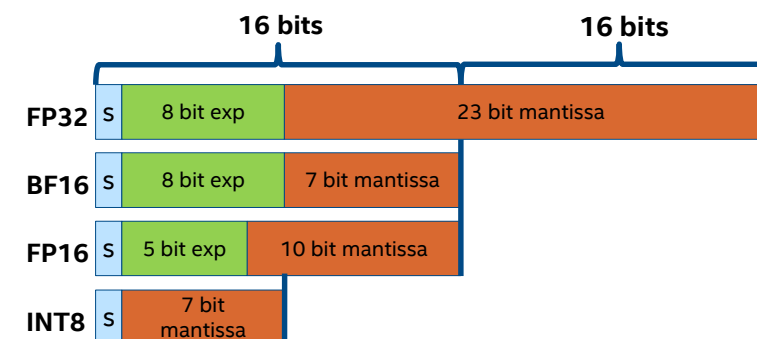 16 bits 16 bits
FP32 S 8 bit exp 23 bit mantissa
BF16 S 8 bit exp 7 bit mantissa
FP16 S 5 bit exp 10 bit mantissa
INT8 S 7 bit
mantissa